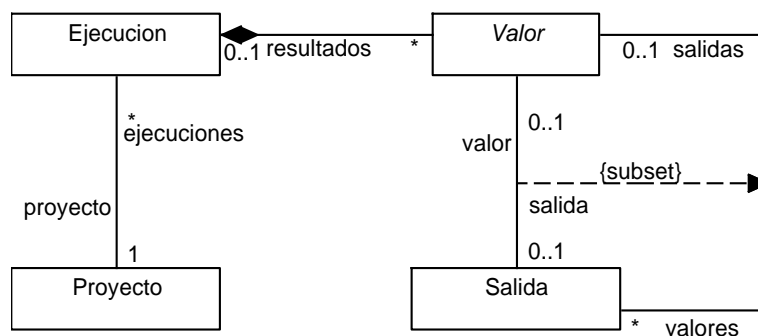 Ejecucion
Valor
0..1
resultados
*
0..1
salidas
*
ejecuciones
0..1
valor
{subset}
proyecto
salida
1
0..1
Proyecto
Salida
*
valores